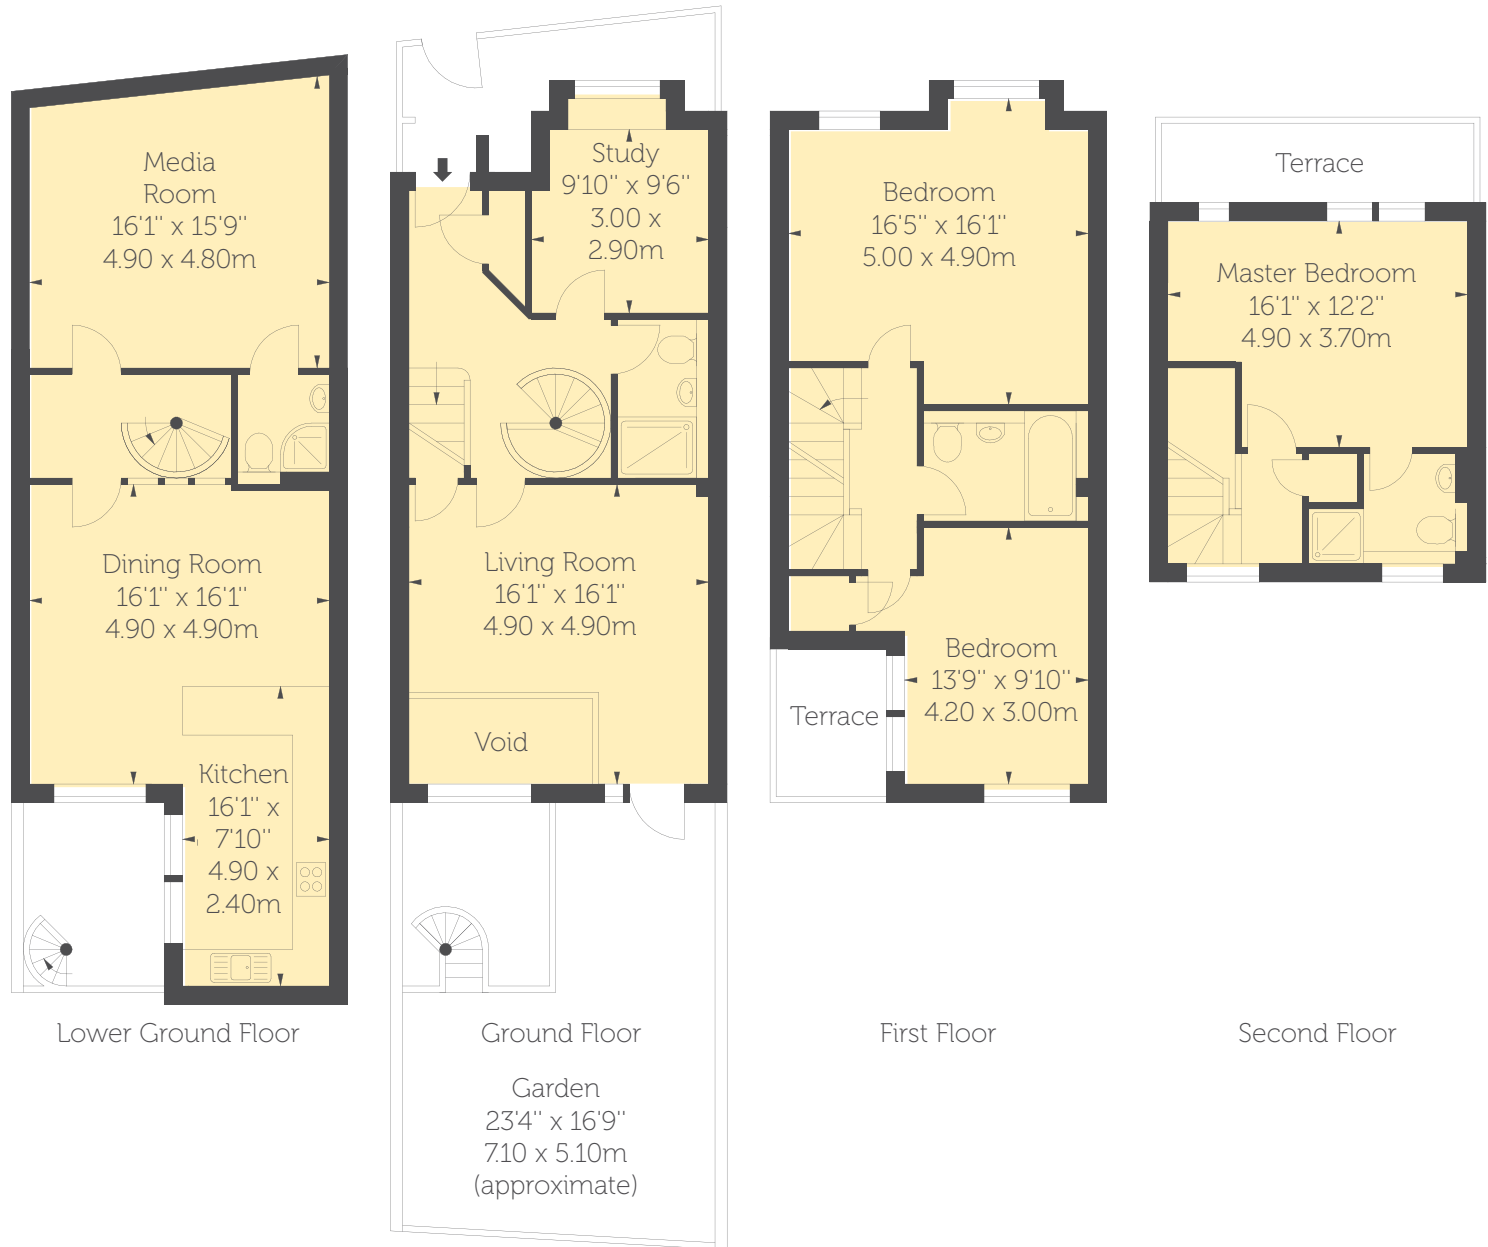 Media
Room
16'1'' x 15'9''
4.90 x 4.80m
Dining Room
16'1'' x 16'1''
4.90 x 4.90m
Kitchen
16'1'' x
7'10''
4.90 x
2.40m
Lower Ground Floor
Study
9'10'' x 9'6''
3.00 x
2.90m
Living Room
16'1'' x 16'1''
4.90 x 4.90m
Void
Ground Floor
Garden
23'4'' x 16'9''
7.10 x 5.10m
(approximate)
Bedroom
16'5'' x 16'1''
5.00 x 4.90m
Bedroom
13'9'' x 9'10''
4.20 x 3.00m
Terrace
First Floor
Terrace
Master Bedroom
16'1'' x 12'2''
4.90 x 3.70m
Second Floor